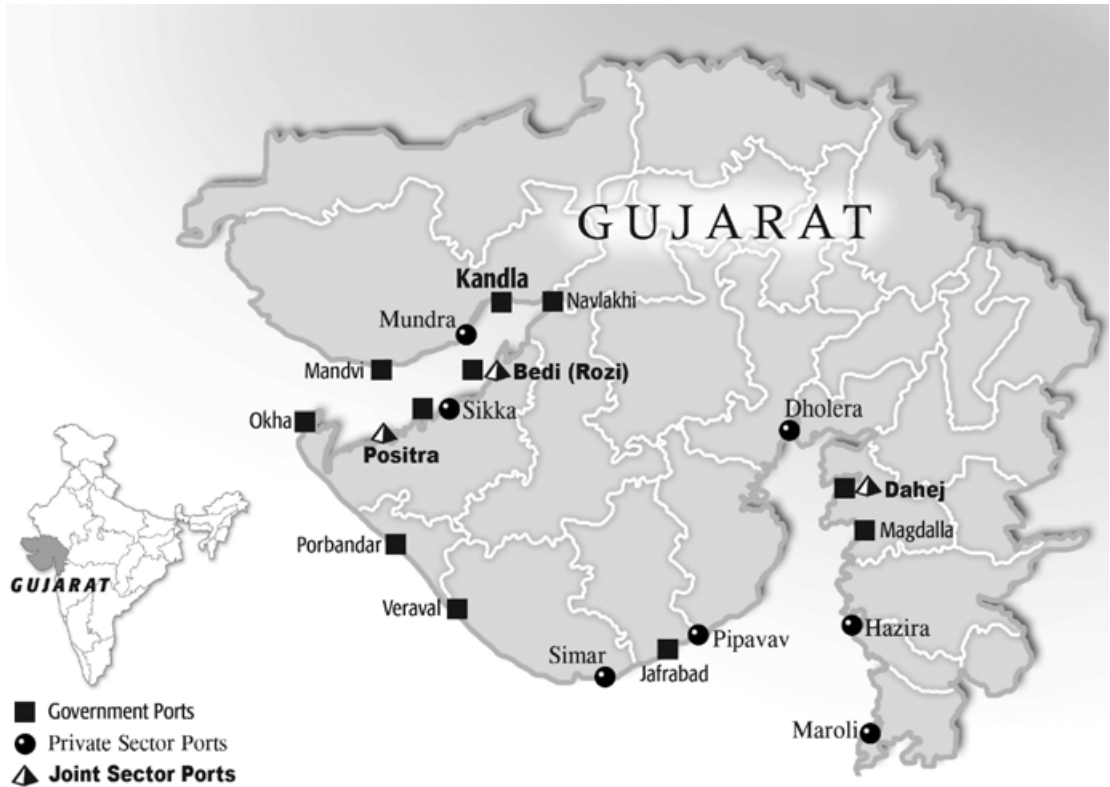 GUJARAT
Kandla
Navlakhi
Mundra
Mandvi
Bedi (Rozi)
Sikka
Okha
Positra
Dholera
Dahej
Magdalla
Porbandar
Veraval
Hazira
Pipavav
Simar
Jafrabad
Maroli
GUJARAT
Government Ports
Private Sector Ports
Joint Sector Ports